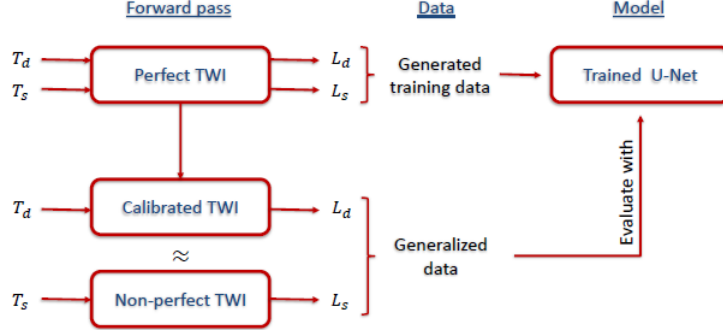 Forward pass
Data
Model
T_d
Perfect TWI
L_d
T_s
L_s
Generated
training data
Trained U-Net
T_d
Calibrated TWI
L_d
≈
Generalized
data
Evaluate with
T_s
Non-perfect TWI
L_s